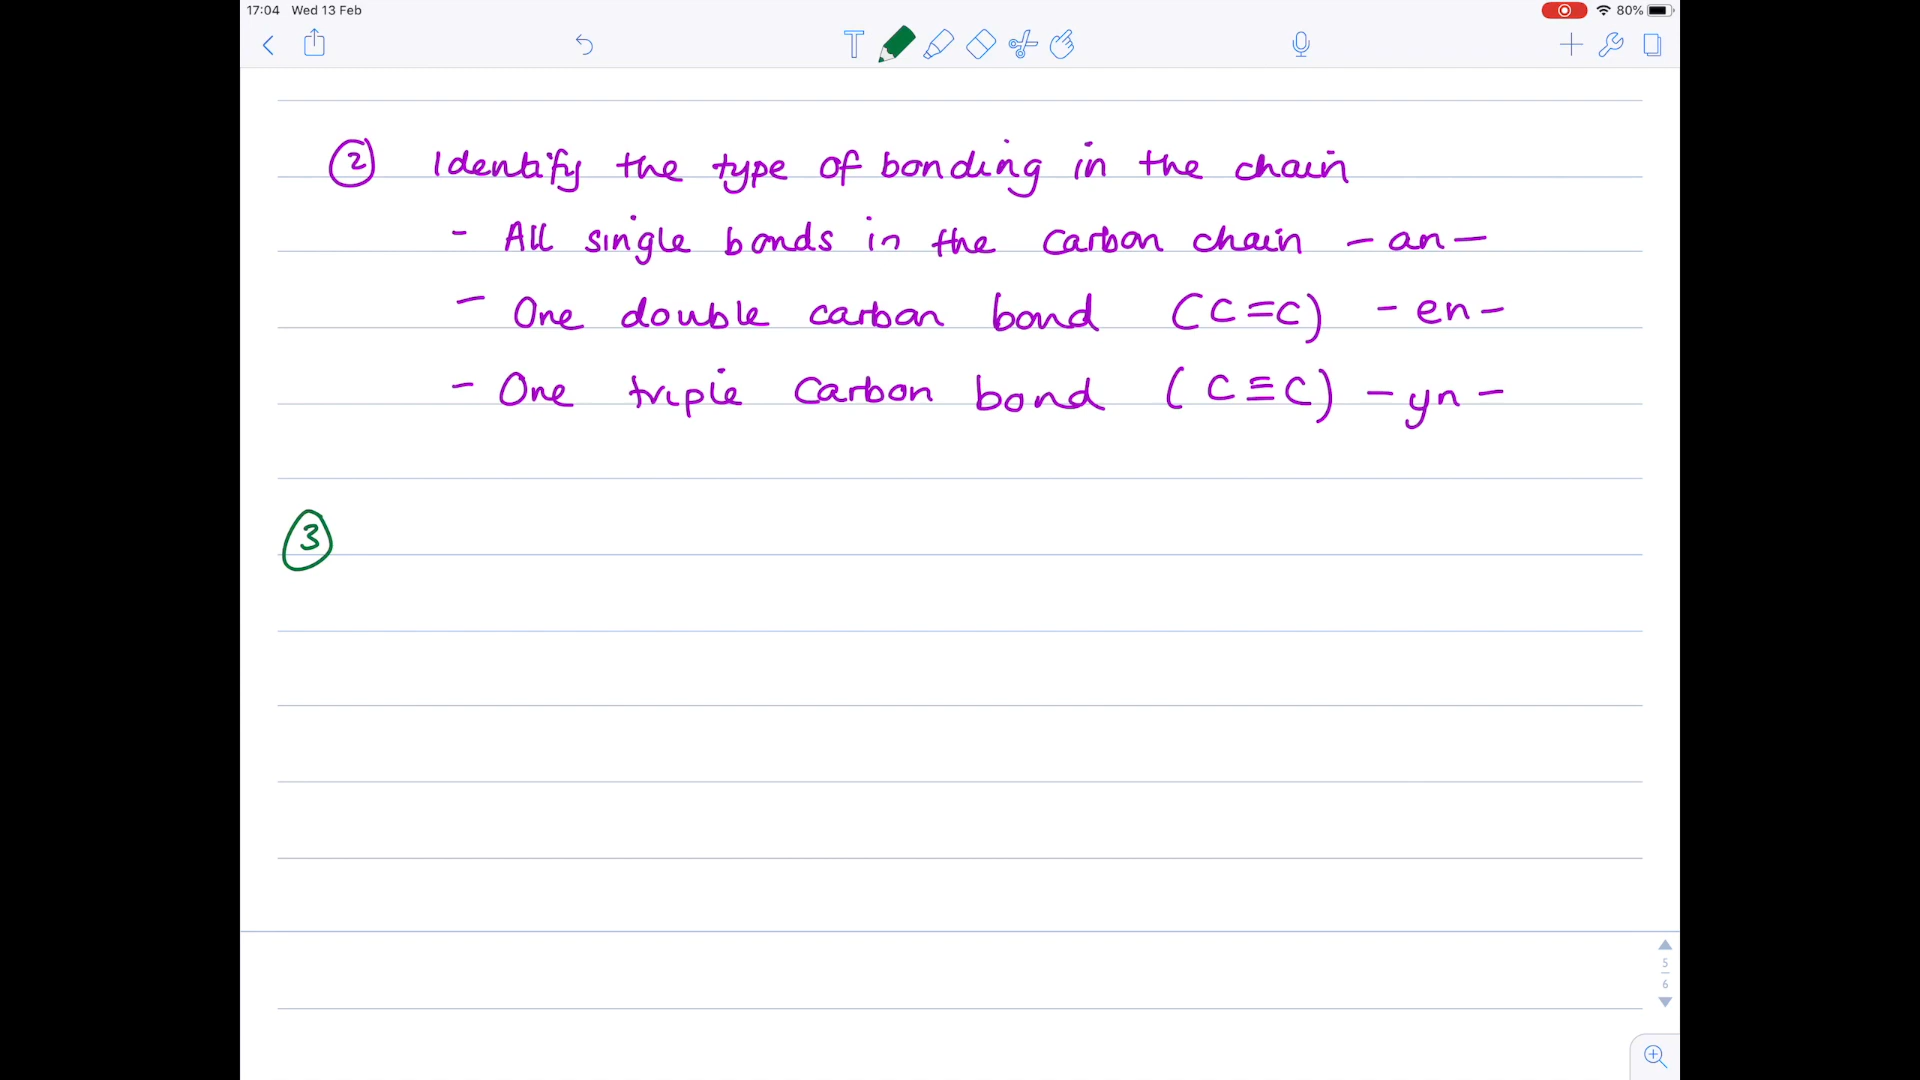 17:04 Wed 13 Feb
80%
T
② Identify the type of bonding in the chain
- All single bonds in the carbon chain - an -
- One double carbon bond (C=C) - en -
- One triple carbon bond (C≡C) - yn -
③
5
6